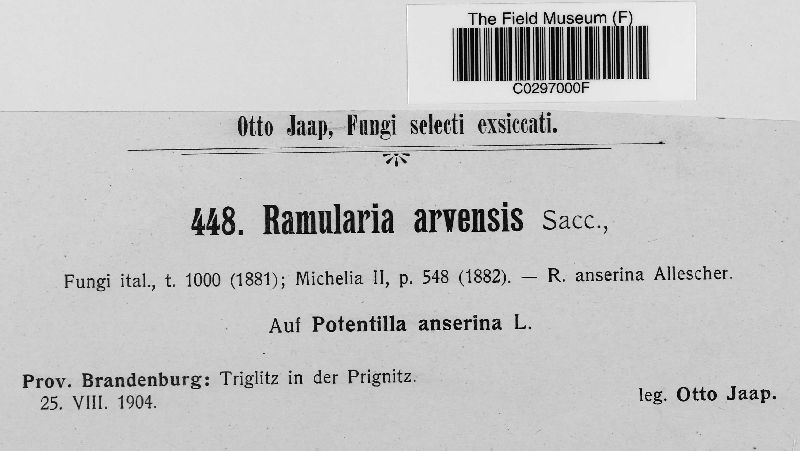 The Field Museum (F)
C0297000F
Otto Jaap, Fungi selecti exsiccati.
448. Ramularia arvensis Sacc.,
Fungi ital., t. 1000 (1881); Michelia II, p. 548 (1882). — R. anserina Allescher.
Auf Potentilla anserina L.
Prov. Brandenburg: Triglitz in der Prignitz.
25. VIII. 1904.
leg. Otto Jaap.